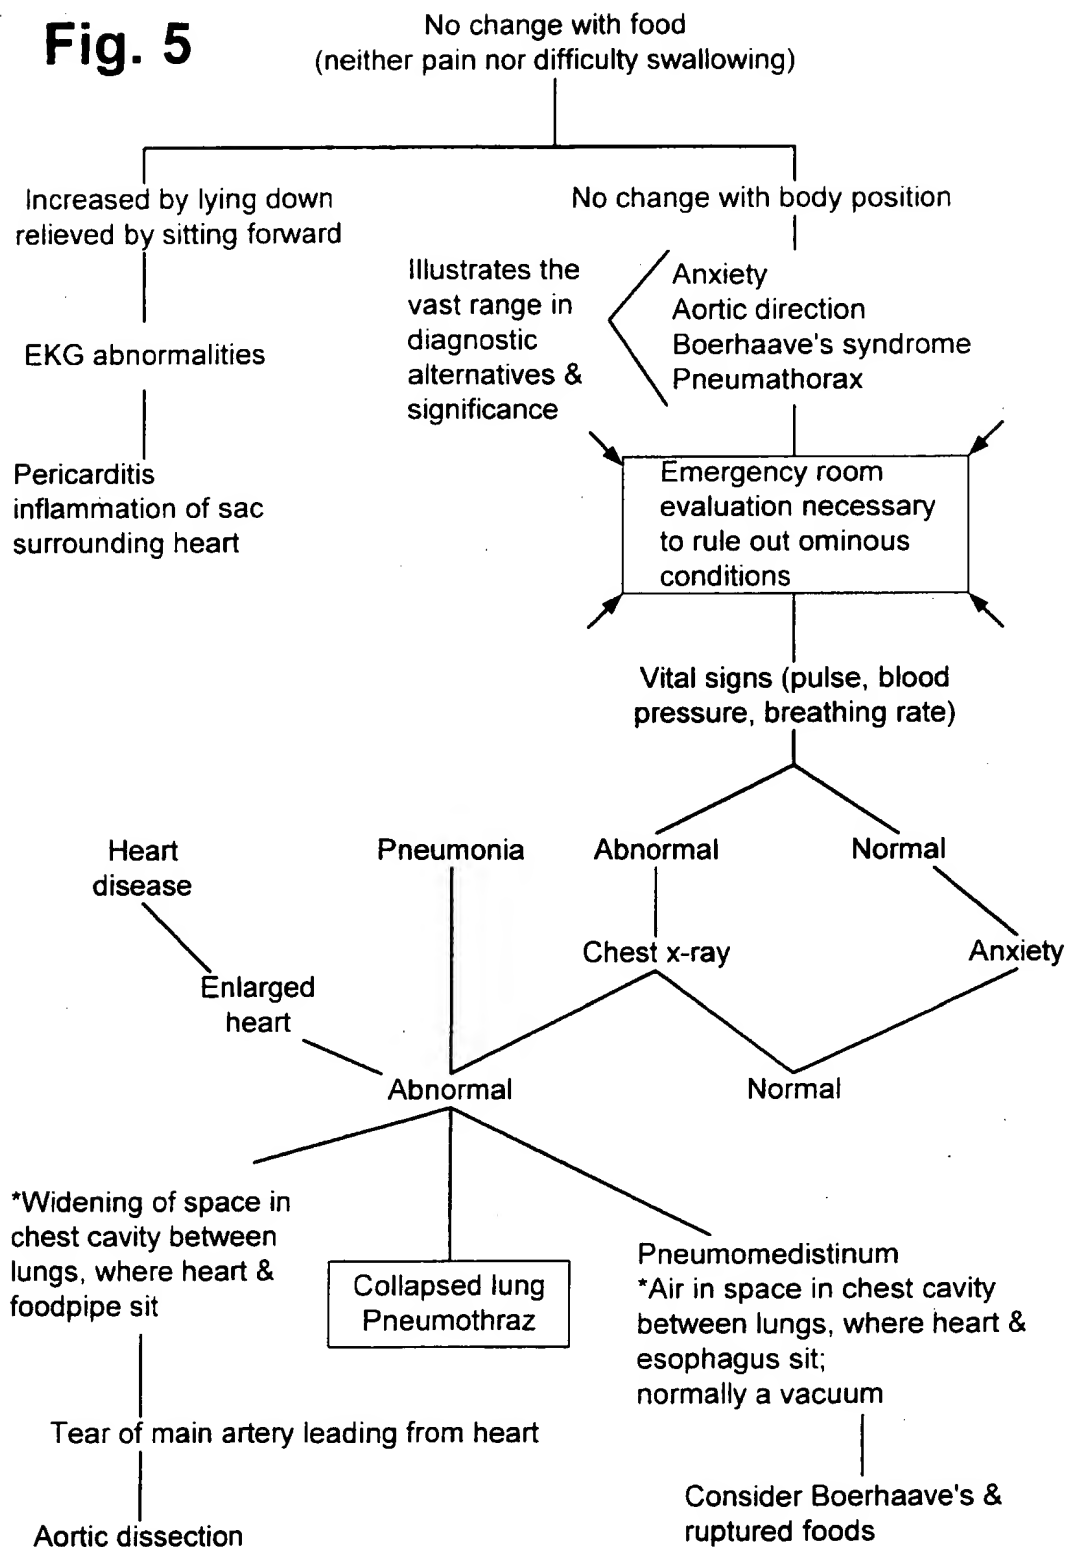 Fig. 5
No change with food
(neither pain nor difficulty swallowing)
Increased by lying down
relieved by sitting forward
EKG abnormalities
Pericarditis
inflammation of sac
surrounding heart
No change with body position
Illustrates the
vast range in
diagnostic
alternatives &
significance
Anxiety
Aortic direction
Boerhaave's syndrome
Pneumathorax
Emergency room
evaluation necessary
to rule out ominous
conditions
Vital signs (pulse, blood
pressure, breathing rate)
Heart
disease
Pneumonia
Abnormal
Normal
Chest x-ray
Anxiety
Enlarged
heart
Abnormal
Normal
*Widening of space in
chest cavity between
lungs, where heart &
foodpipe sit
Collapsed lung
Pneumothraz
Pneumomedistinum
*Air in space in chest cavity
between lungs, where heart &
esophagus sit;
normally a vacuum
Tear of main artery leading from heart
Aortic dissection
Consider Boerhaave's &
ruptured foods